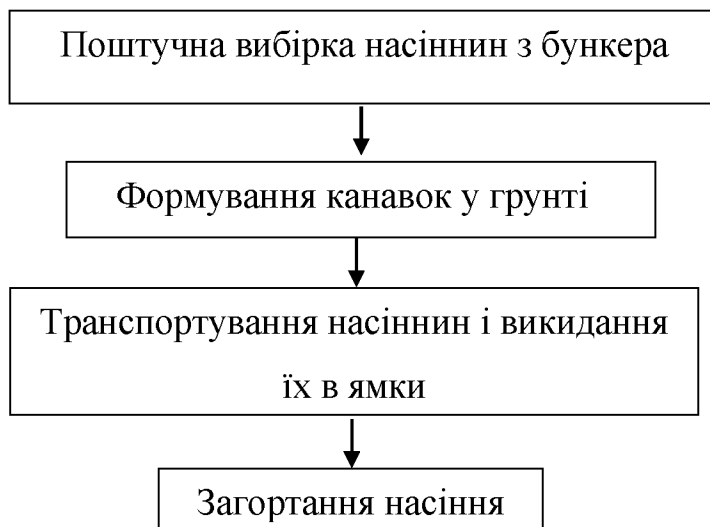 Поштучна вибірка насіннин з бункера
Формування канавок у грунті
Транспортування насіннин і викидання
їх в ямки
Загортання насіння